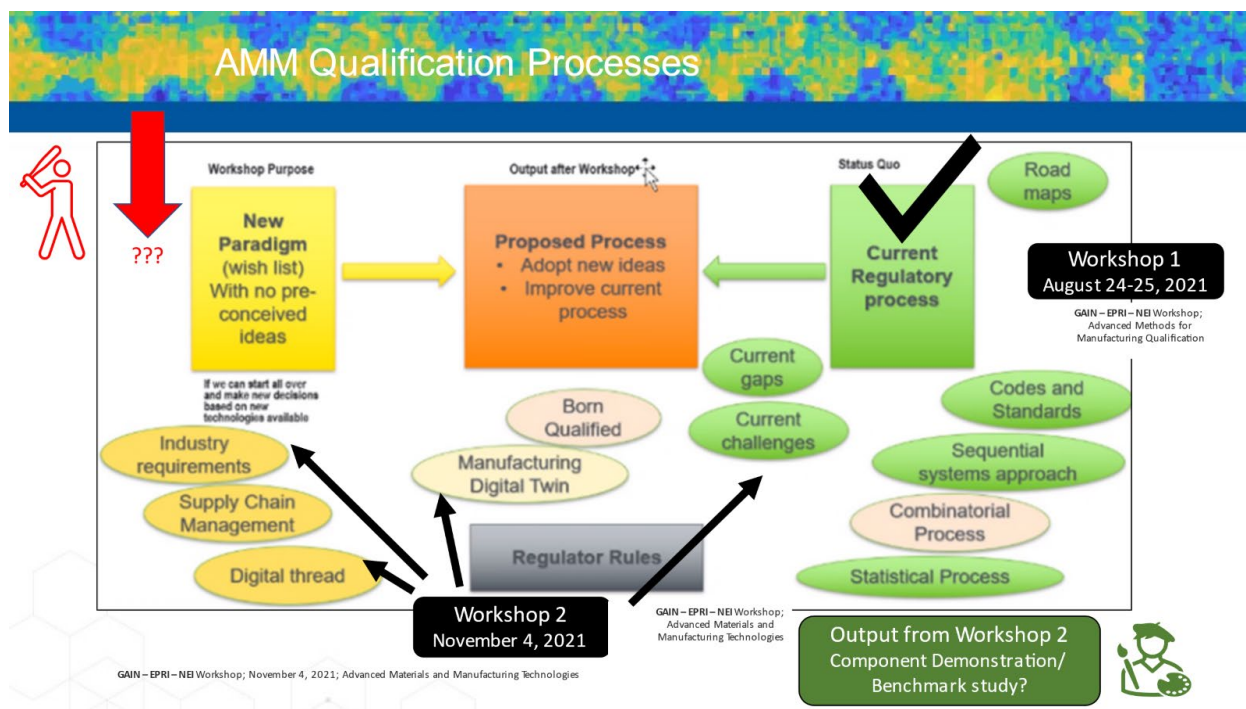 AMM Qualification Processes
???
Workshop Purpose
New
Paradigm
(wish list)
With no pre-
conceived
ideas
If we can start all over
and make new decisions
based on new
technologies available
Output after Workshop
Proposed Process
• Adopt new ideas
• Improve current
process
Status Quo
Current
Regulatory
process
Road
maps
Workshop 1
August 24-25, 2021
GAIN – EPRI – NEI Workshop;
Advanced Methods for
Manufacturing Qualification
Current
gaps
Current
challenges
Codes and
Standards
Sequential
systems approach
Combinatorial
Process
Statistical Process
Born
Qualified
Manufacturing
Digital Twin
Industry
requirements
Supply Chain
Management
Digital thread
Regulator Rules
Workshop 2
November 4, 2021
GAIN – EPRI – NEI Workshop;
Advanced Materials and
Manufacturing Technologies
Output from Workshop 2
Component Demonstration/
Benchmark study?
GAIN – EPRI – NEI Workshop; November 4, 2021; Advanced Materials and Manufacturing Technologies